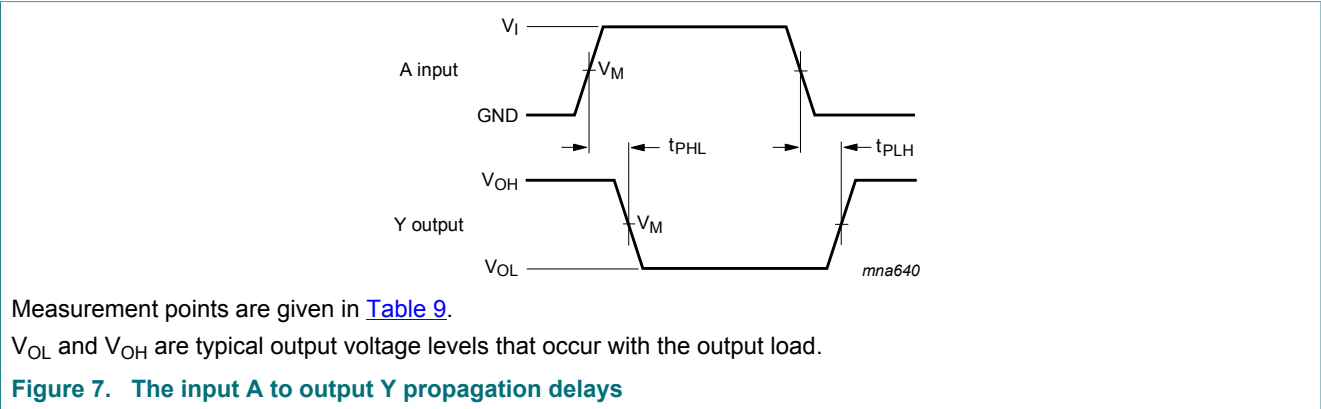 VI
A input
VM
GND
tPHL
tPLH
VOH
Y output
VM
VOL
mna640
Measurement points are given in Table 9.
VOL and VOH are typical output voltage levels that occur with the output load.
Figure 7. The input A to output Y propagation delays